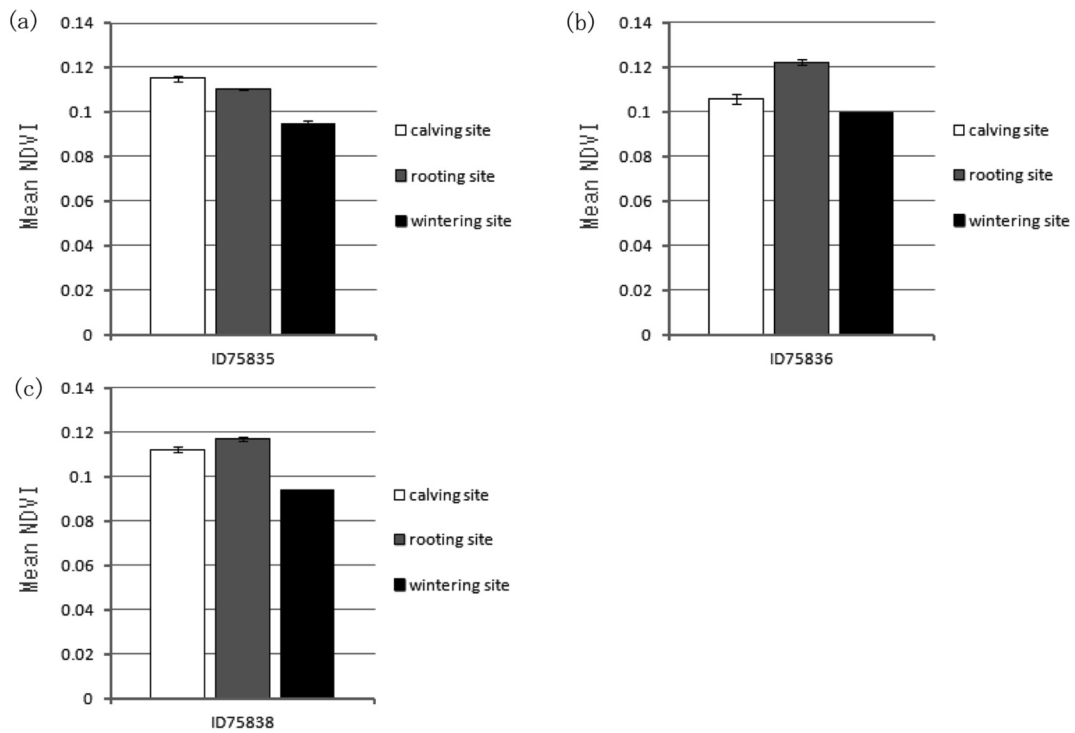 (a)
0.14
0.12
0.1
0.08
0.06
0.04
0.02
0
Mean NDVI
ID75835
calving site
rooting site
wintering site
(b)
0.14
0.12
0.1
0.08
0.06
0.04
0.02
0
Mean NDVI
ID75836
calving site
rooting site
wintering site
(c)
0.14
0.12
0.1
0.08
0.06
0.04
0.02
0
Mean NDVI
ID75838
calving site
rooting site
wintering site